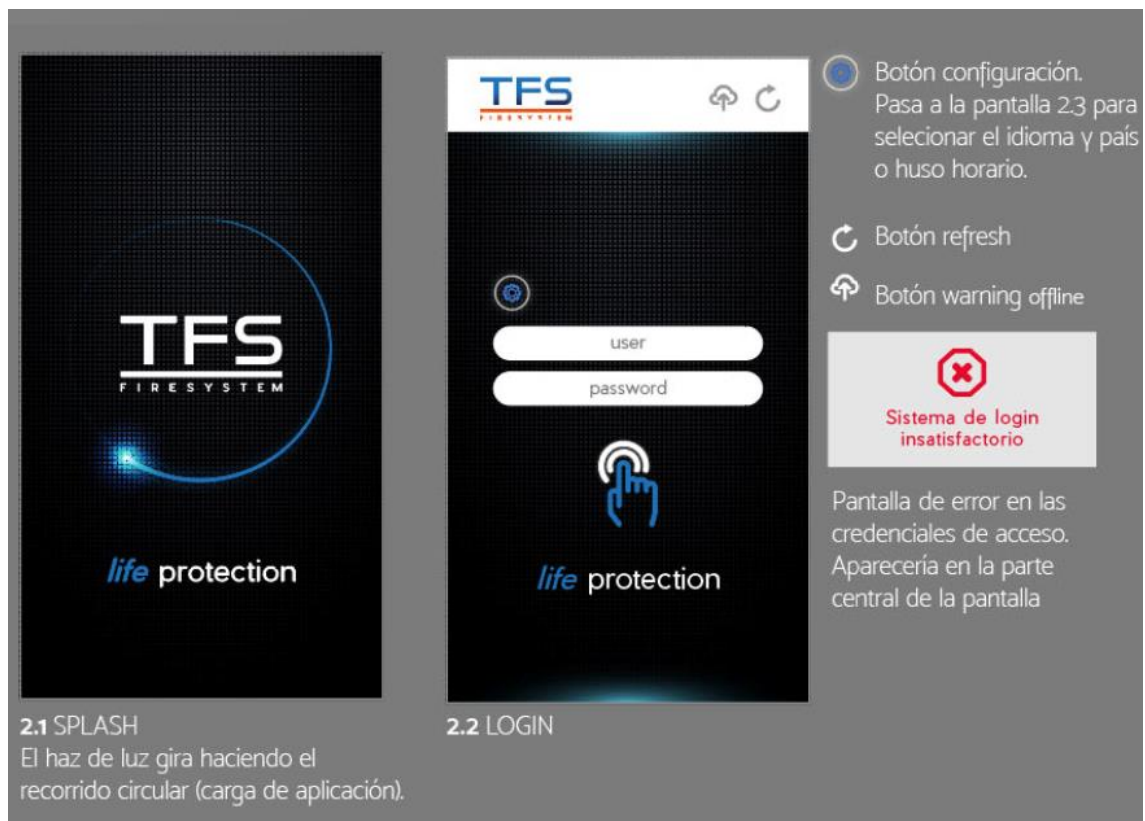 TFS
FIRESYSTEM
life protection
2.1 SPLASH
El haz de luz gira haciendo el
recorrido circular (carga de aplicación).
TFS
FIRESYSTEM
user
password
life protection
2.2 LOGIN
Botón configuración.
Pasa a la pantalla 2.3 para
selecionar el idioma y país
o huso horario.
Botón refresh
Botón warning offline
Sistema de login
insatisfactorio
Pantalla de error en las
credenciales de acceso.
Aparecería en la parte
central de la pantalla